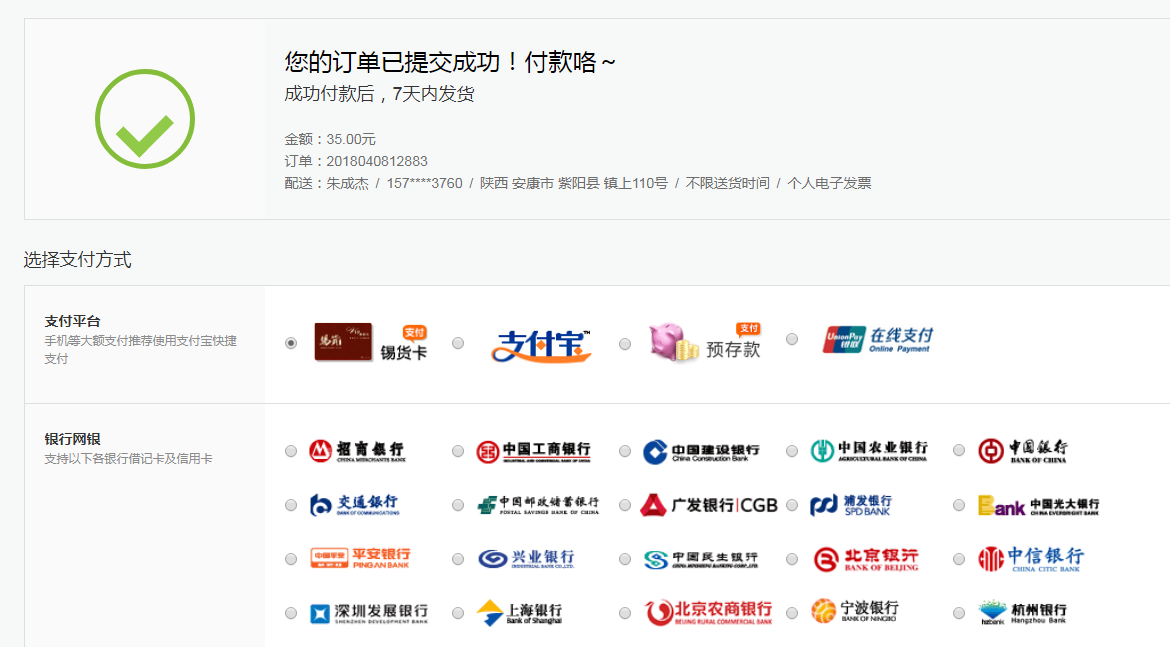 您的订单已提交成功！付款咯～
成功付款后，7天内发货
金额：35.00元
订单：2018040812883
配送：朱成杰 / 157****3760 / 陕西 安康市 紫阳县 镇上110号 / 不限送货时间 / 个人电子发票
选择支付方式
支付平台
手机等大额支付推荐使用支付宝快捷
支付
支付
锡货卡
支付宝™
支付
预存款
UnionPay
银联
在线支付
Online Payment
银行网银
支持以下各银行借记卡及信用卡
招商银行
CHINA MERCHANTS BANK
中国工商银行
INDUSTRIAL AND COMMERCIAL BANK OF CHINA
中国建设银行
China Construction Bank
中国农业银行
AGRICULTURAL BANK OF CHINA
中国银行
BANK OF CHINA
交通银行
BANK OF COMMUNICATIONS
中国邮政储蓄银行
POSTAL SAVINGS BANK OF CHINA
广发银行|CGB
浦发银行
SPD BANK
Bank
中国光大银行
CHINA EVERBRIGHT BANK
中国平安
平安银行
PING AN BANK
兴业银行
INDUSTRIAL BANK CO.,LTD.
中国民生银行
CHINA MINSHENG BANKING CORP.,LTD.
北京银行
BANK OF BEIJING
中信银行
CHINA CITIC BANK
深圳发展银行
SHENZHEN DEVELOPMENT BANK
上海银行
Bank of Shanghai
北京农商银行
BEIJING RURAL COMMERCIAL BANK
宁波银行
BANK OF NINGBO
hzbank
杭州银行
Hangzhou Bank